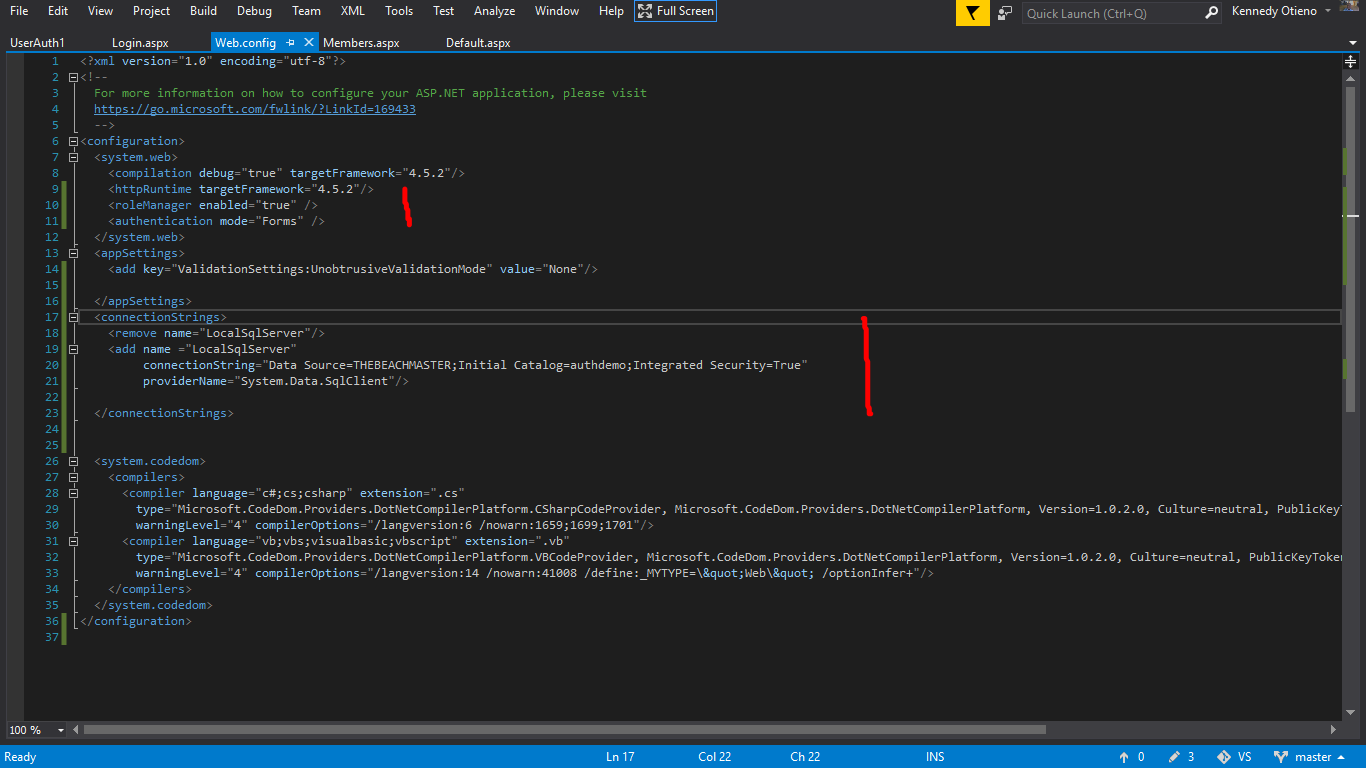 File Edit View Project Build Debug Team XML Tools Test Analyze Window Help Full Screen Quick Launch (Ctrl+Q) Kennedy Otieno
UserAuth1 Login.aspx Web.config Members.aspx Default.aspx
1 <?xml version="1.0" encoding="utf-8"?>
2 <!--
3 For more information on how to configure your ASP.NET application, please visit
4 https://go.microsoft.com/fwlink/?LinkId=169433
5 -->
6 <configuration>
7 <system.web>
8 <compilation debug="true" targetFramework="4.5.2"/>
9 <httpRuntime targetFramework="4.5.2"/>
10 <roleManager enabled="true" />
11 <authentication mode="Forms" />
12 </system.web>
13 <appSettings>
14 <add key="ValidationSettings:UnobtrusiveValidationMode" value="None"/>
15
16 </appSettings>
17 <connectionStrings>
18 <remove name="LocalSqlServer"/>
19 <add name ="LocalSqlServer"
20 connectionString="Data Source=THEBEACHMASTER;Initial Catalog=authdemo;Integrated Security=True"
21 providerName="System.Data.SqlClient"/>
22
23 </connectionStrings>
24
25
26 <system.codedom>
27 <compilers>
28 <compiler language="c#;cs;csharp" extension=".cs"
29 type="Microsoft.CodeDom.Providers.DotNetCompilerPlatform.CSharpCodeProvider, Microsoft.CodeDom.Providers.DotNetCompilerPlatform, Version=1.0.2.0, Culture=neutral, PublicKeyT
30 warningLevel="4" compilerOptions="/langversion:6 /nowarn:1659;1699;1701"/>
31 <compiler language="vb;vbs;visualbasic;vbscript" extension=".vb"
32 type="Microsoft.CodeDom.Providers.DotNetCompilerPlatform.VBCodeProvider, Microsoft.CodeDom.Providers.DotNetCompilerPlatform, Version=1.0.2.0, Culture=neutral, PublicKeyToken
33 warningLevel="4" compilerOptions="/langversion:14 /nowarn:41008 /define:_MYTYPE=\&quot;Web\&quot; /optionInfer+"/>
34 </compilers>
35 </system.codedom>
36 </configuration>
37
100 %
Ready Ln 17 Col 22 Ch 22 INS 0 3 VS master